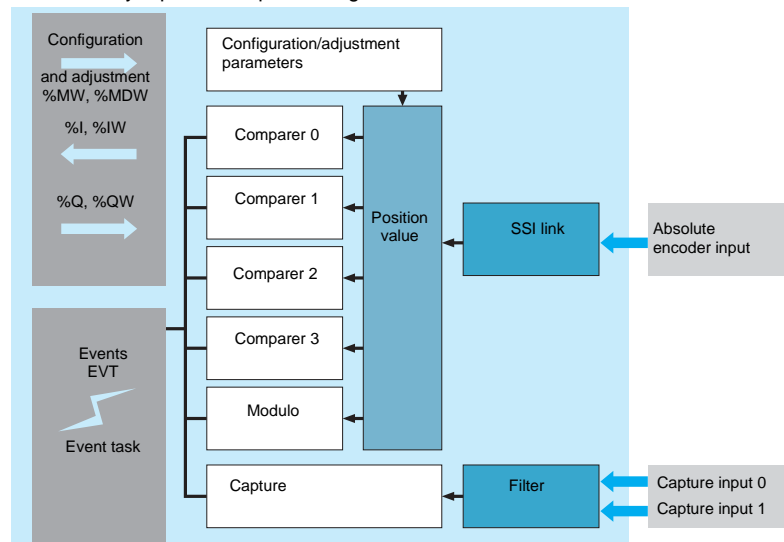 Configuration
and adjustment
%MW, %MDW
%I, %IW
%Q, %QW
Events
EVT
Event task
Configuration/adjustment
parameters
Comparer 0
Comparer 1
Comparer 2
Comparer 3
Modulo
Capture
Position
value
SSI link
Filter
Absolute
encoder input
Capture input 0
Capture input 1